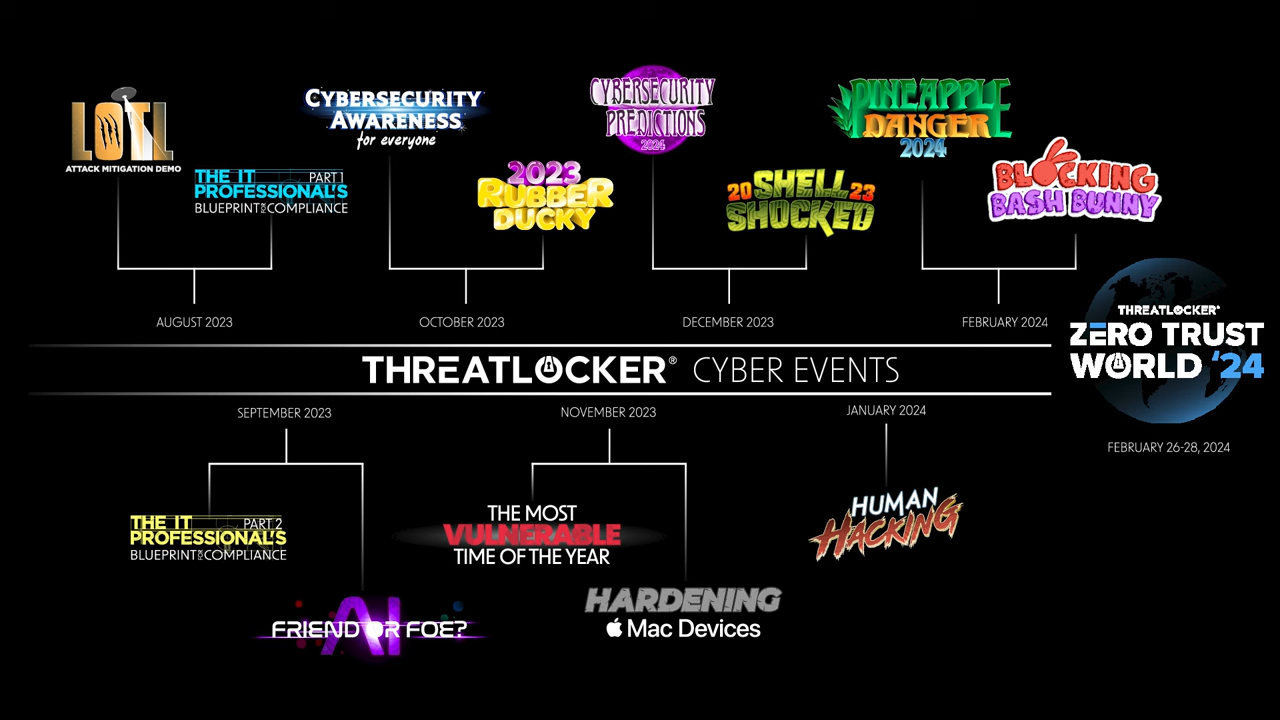 LOTL
ATTACK MITIGATION DEMO
THE IT PART 1
PROFESSIONAL'S
BLUEPRINT FOR COMPLIANCE
AUGUST 2023
CYBERSECURITY
AWARENESS
for everyone
2023
RUBBER
DUCKY
OCTOBER 2023
CYBERSECURITY
PREDICTIONS
2024
20 SHELL 23
SHOCKED
DECEMBER 2023
PINEAPPLE
DANGER
2024
BLOCKING
BASH BUNNY
FEBRUARY 2024
THREATLOCKER® CYBER EVENTS
THREATLOCKER®
ZERO TRUST
WORLD '24
FEBRUARY 26-28, 2024
SEPTEMBER 2023
THE IT PART 2
PROFESSIONAL'S
BLUEPRINT FOR COMPLIANCE
AI
FRIEND OR FOE?
NOVEMBER 2023
THE MOST
VULNERABLE
TIME OF THE YEAR
HARDENING
Mac Devices
JANUARY 2024
HUMAN
HACKING